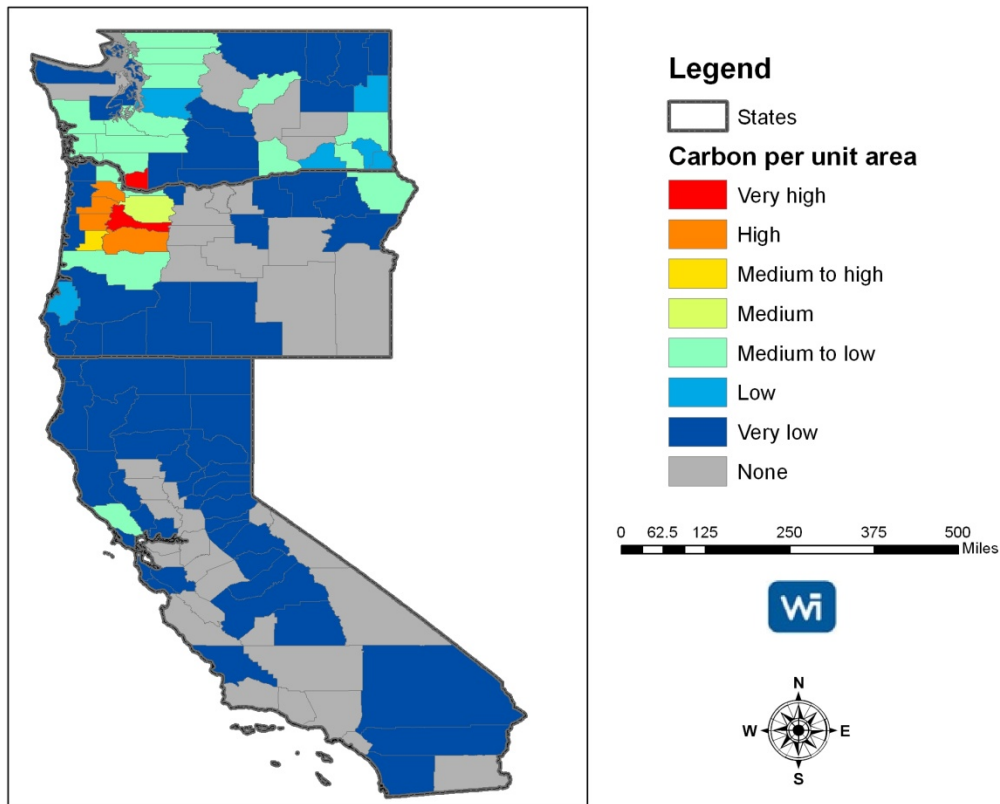 Legend
States
Carbon per unit area
Very high
High
Medium to high
Medium
Medium to low
Low
Very low
None
0 62.5 125 250 375 500
Miles
Wi
N
W E
S